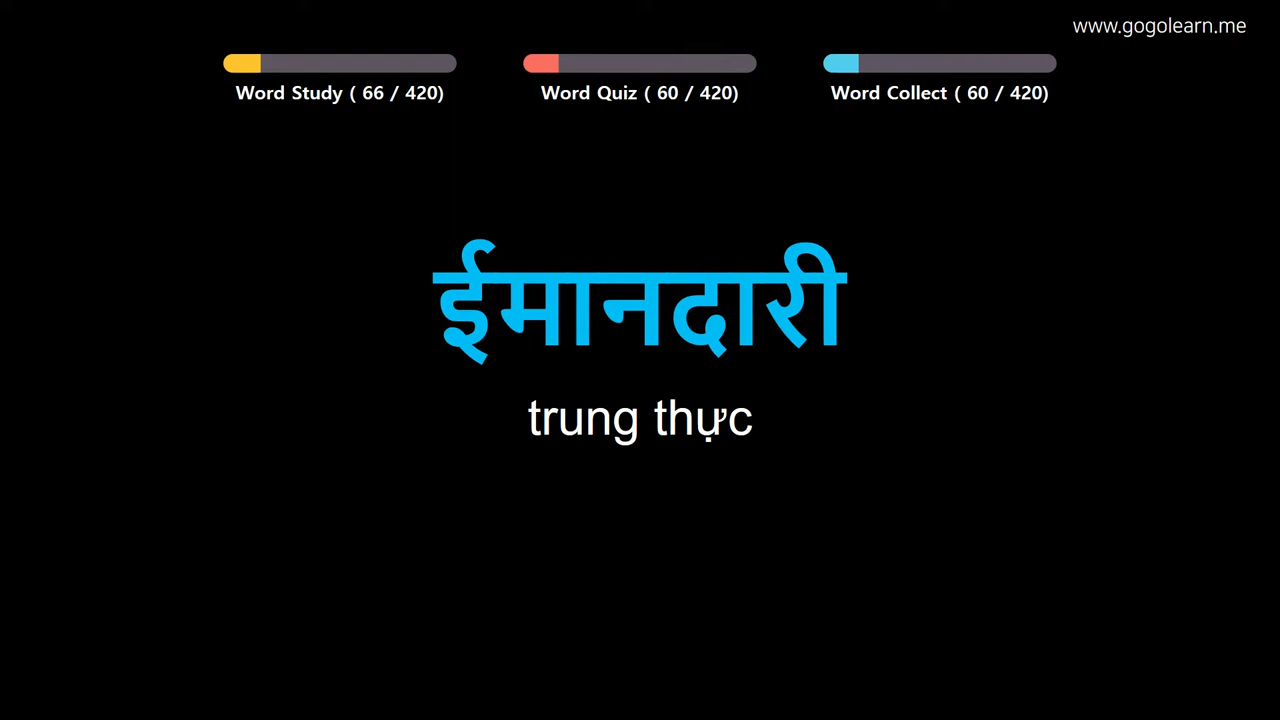 www.gogolearn.me
Word Study ( 66 / 420)
Word Quiz ( 60 / 420)
Word Collect ( 60 / 420)
ईमानदारी
trung thực